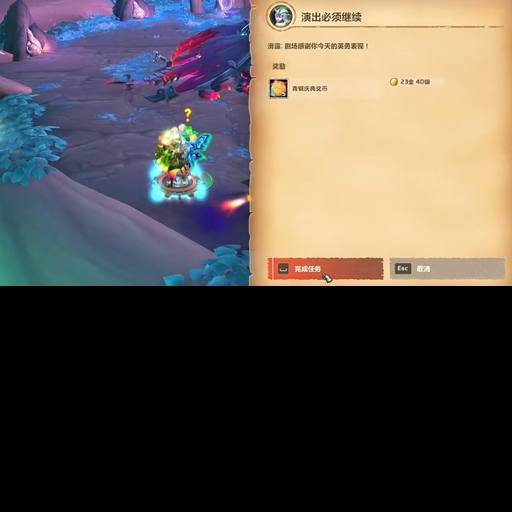 演出必须继续
滑露: 剧场感谢你今天的英勇表现！
奖励
青铜庆典奖币
23金 40银
完成任务
Esc 取消